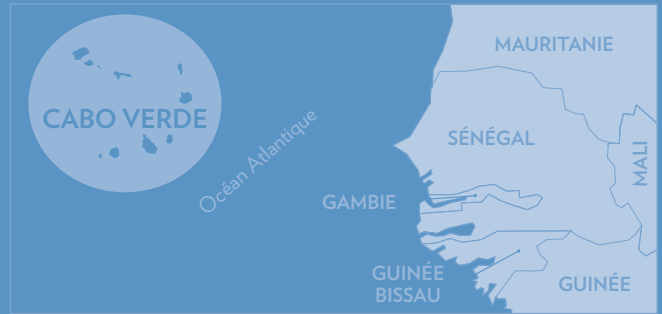 MAURITANIE
CABO VERDE
SÉNÉGAL
MALI
Océan Atlantique
GAMBIE
GUINÉE
BISSAU
GUINÉE